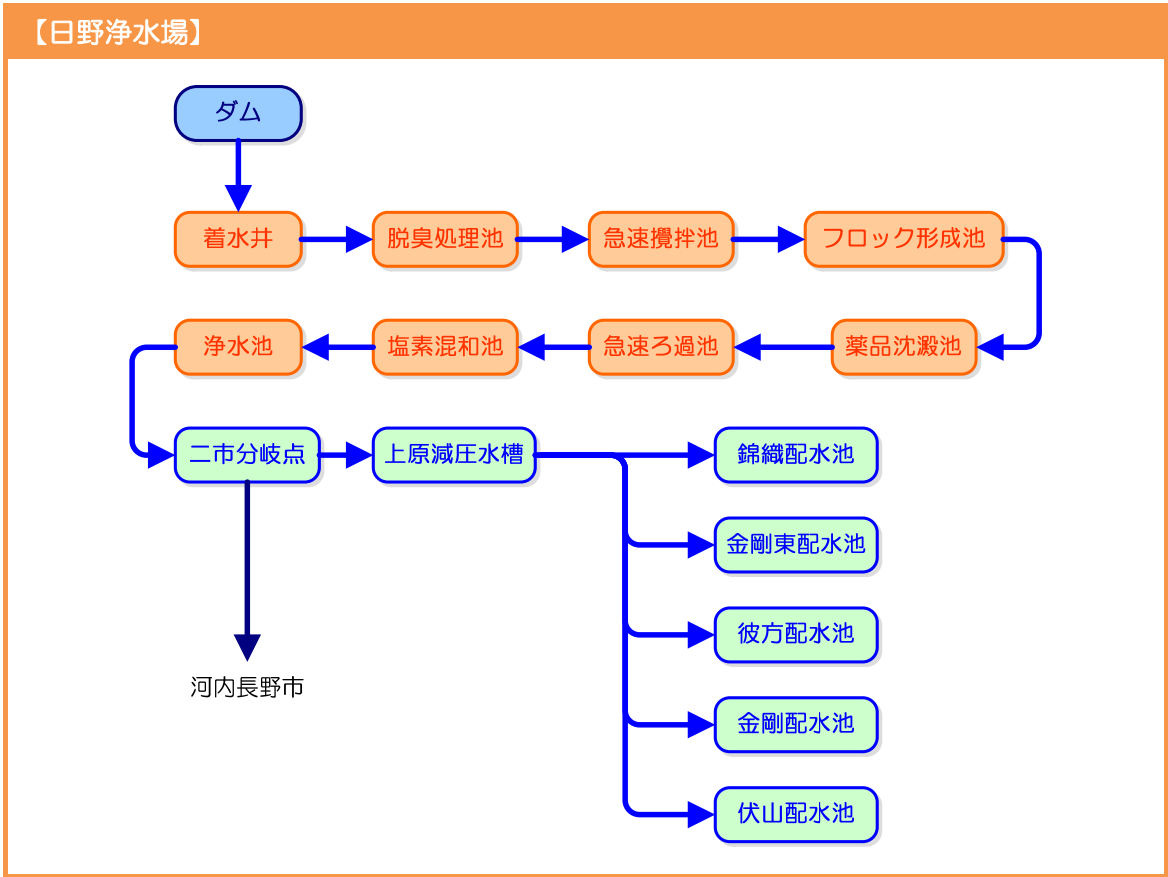 【日野浄水場】
ダム
着水井
脱臭処理池
急速攪拌池
フロック形成池
浄水池
塩素混和池
急速ろ過池
薬品沈澱池
二市分岐点
上原減圧水槽
錦織配水池
金剛東配水池
彼方配水池
河内長野市
金剛配水池
伏山配水池